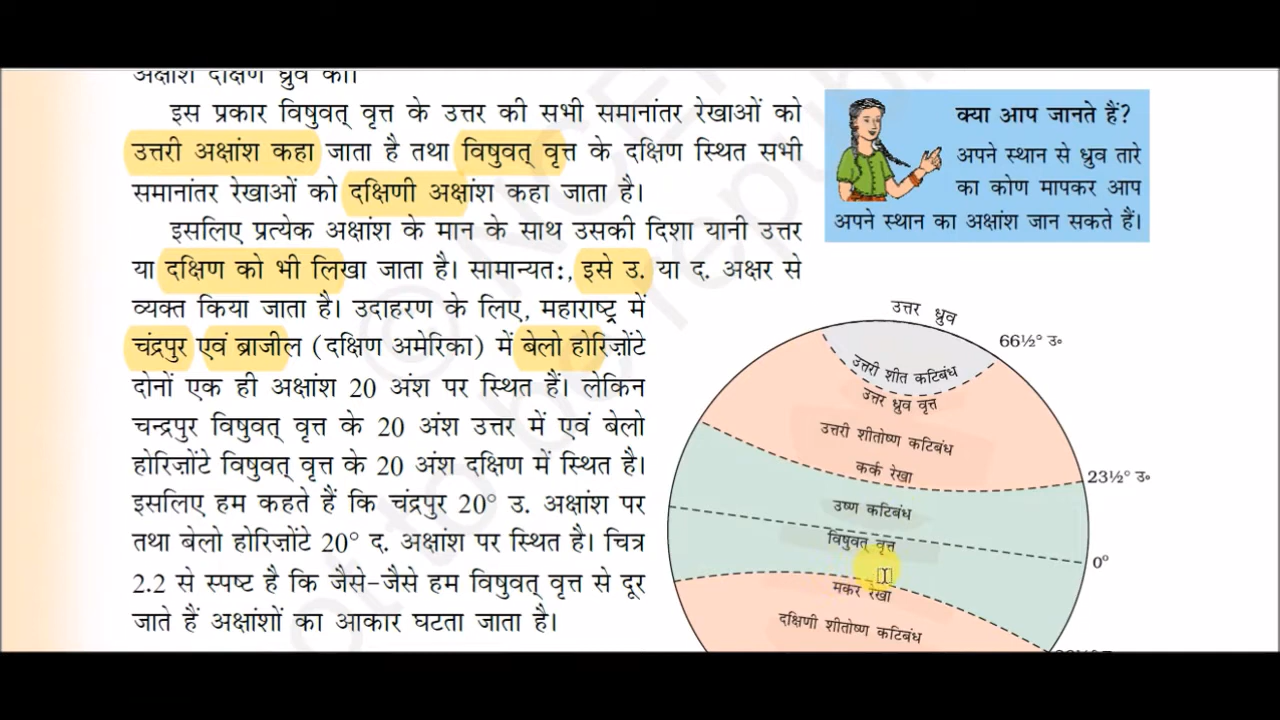 अक्षांश दक्षिण ध्रुव को।
इस प्रकार विषुवत् वृत्त के उत्तर की सभी समानांतर रेखाओं को
उत्तरी अक्षांश कहा जाता है तथा विषुवत् वृत्त के दक्षिण स्थित सभी
समानांतर रेखाओं को दक्षिणी अक्षांश कहा जाता है।
इसलिए प्रत्येक अक्षांश के मान के साथ उसकी दिशा यानी उत्तर
या दक्षिण को भी लिखा जाता है। सामान्यत:, इसे उ. या द. अक्षर से
व्यक्त किया जाता है। उदाहरण के लिए, महाराष्ट्र में
चंद्रपुर एवं ब्राजील (दक्षिण अमेरिका) में बेलो होरिज़ोंटे
दोनों एक ही अक्षांश 20 अंश पर स्थित हैं। लेकिन
चन्द्रपुर विषुवत् वृत्त के 20 अंश उत्तर में एवं बेलो
होरिज़ोंटे विषुवत् वृत्त के 20 अंश दक्षिण में स्थित है।
इसलिए हम कहते हैं कि चंद्रपुर 20° उ. अक्षांश पर
तथा बेलो होरिज़ोंटे 20° द. अक्षांश पर स्थित है। चित्र
2.2 से स्पष्ट है कि जैसे-जैसे हम विषुवत् वृत्त से दूर
जाते हैं अक्षांशों का आकार घटता जाता है।
क्या आप जानते हैं?
अपने स्थान से ध्रुव तारे
का कोण मापकर आप
अपने स्थान का अक्षांश जान सकते हैं।
उत्तर ध्रुव
66½° उ॰
उत्तरी शीत कटिबंध
उत्तर ध्रुव वृत्त
उत्तरी शीतोष्ण कटिबंध
कर्क रेखा
23½° उ॰
उष्ण कटिबंध
विषुवत् वृत्त
0°
मकर रेखा
दक्षिणी शीतोष्ण कटिबंध